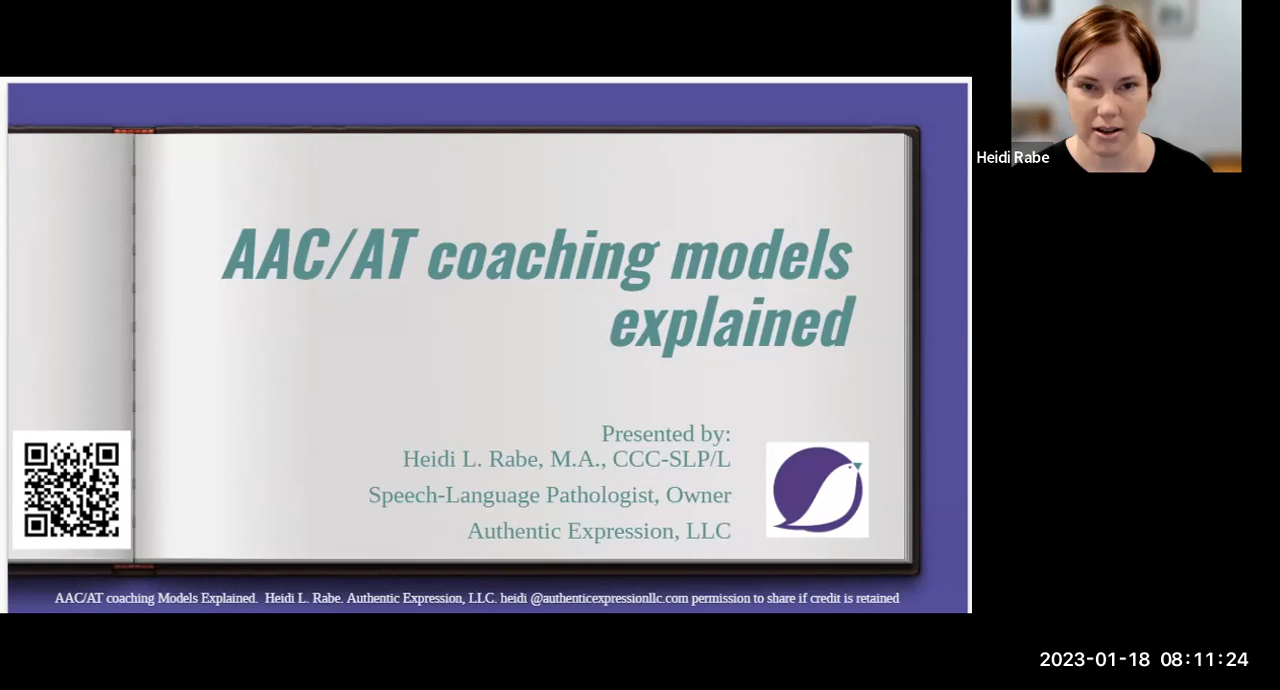 AAC/AT coaching models
explained
Presented by:
Heidi L. Rabe, M.A., CCC-SLP/L
Speech-Language Pathologist, Owner
Authentic Expression, LLC
AAC/AT coaching Models Explained. Heidi L. Rabe. Authentic Expression, LLC. heidi @authenticexpressionllc.com permission to share if credit is retained
Heidi Rabe
2023-01-18 08:11:24